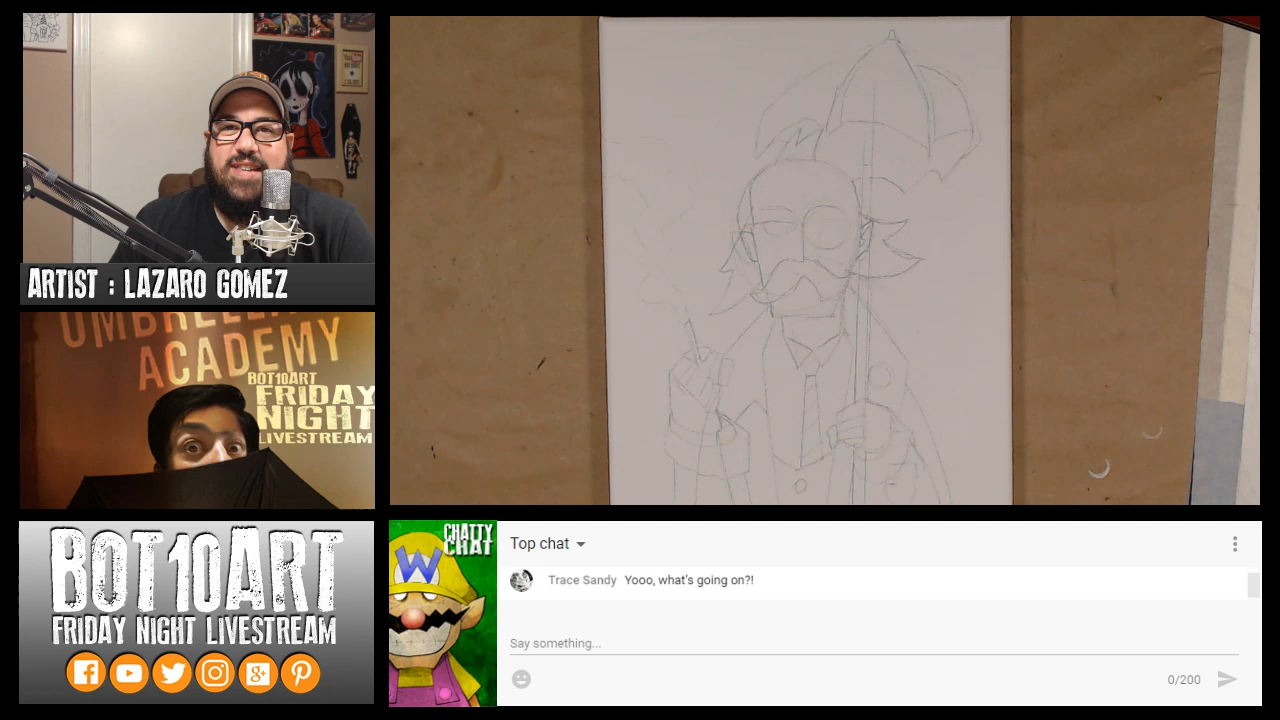 ARTIST : LAZARO GOMEZ
ACADEMY
BOT10ART
FRIDAY
NIGHT
LIVESTREAM
BOT10ART
FRIDAY NIGHT LIVESTREAM
CHATTY
CHAT
W
Top chat
Trace Sandy Yooo, what's going on?!
Say something...
0/200